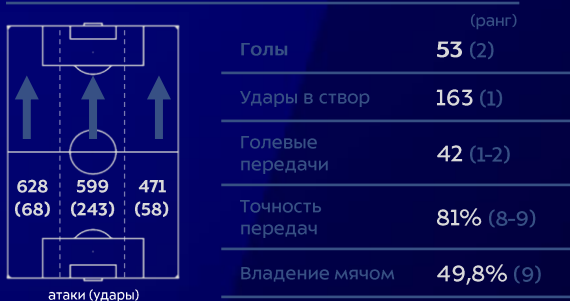 (ранг)
Голы 53 (2)
Удары в створ 163 (1)
Голевые
передачи 42 (1-2)
Точность
передач 81% (8-9)
Владение мячом 49,8% (9)
628 599 471
(68) (243) (58)
атаки (удары)